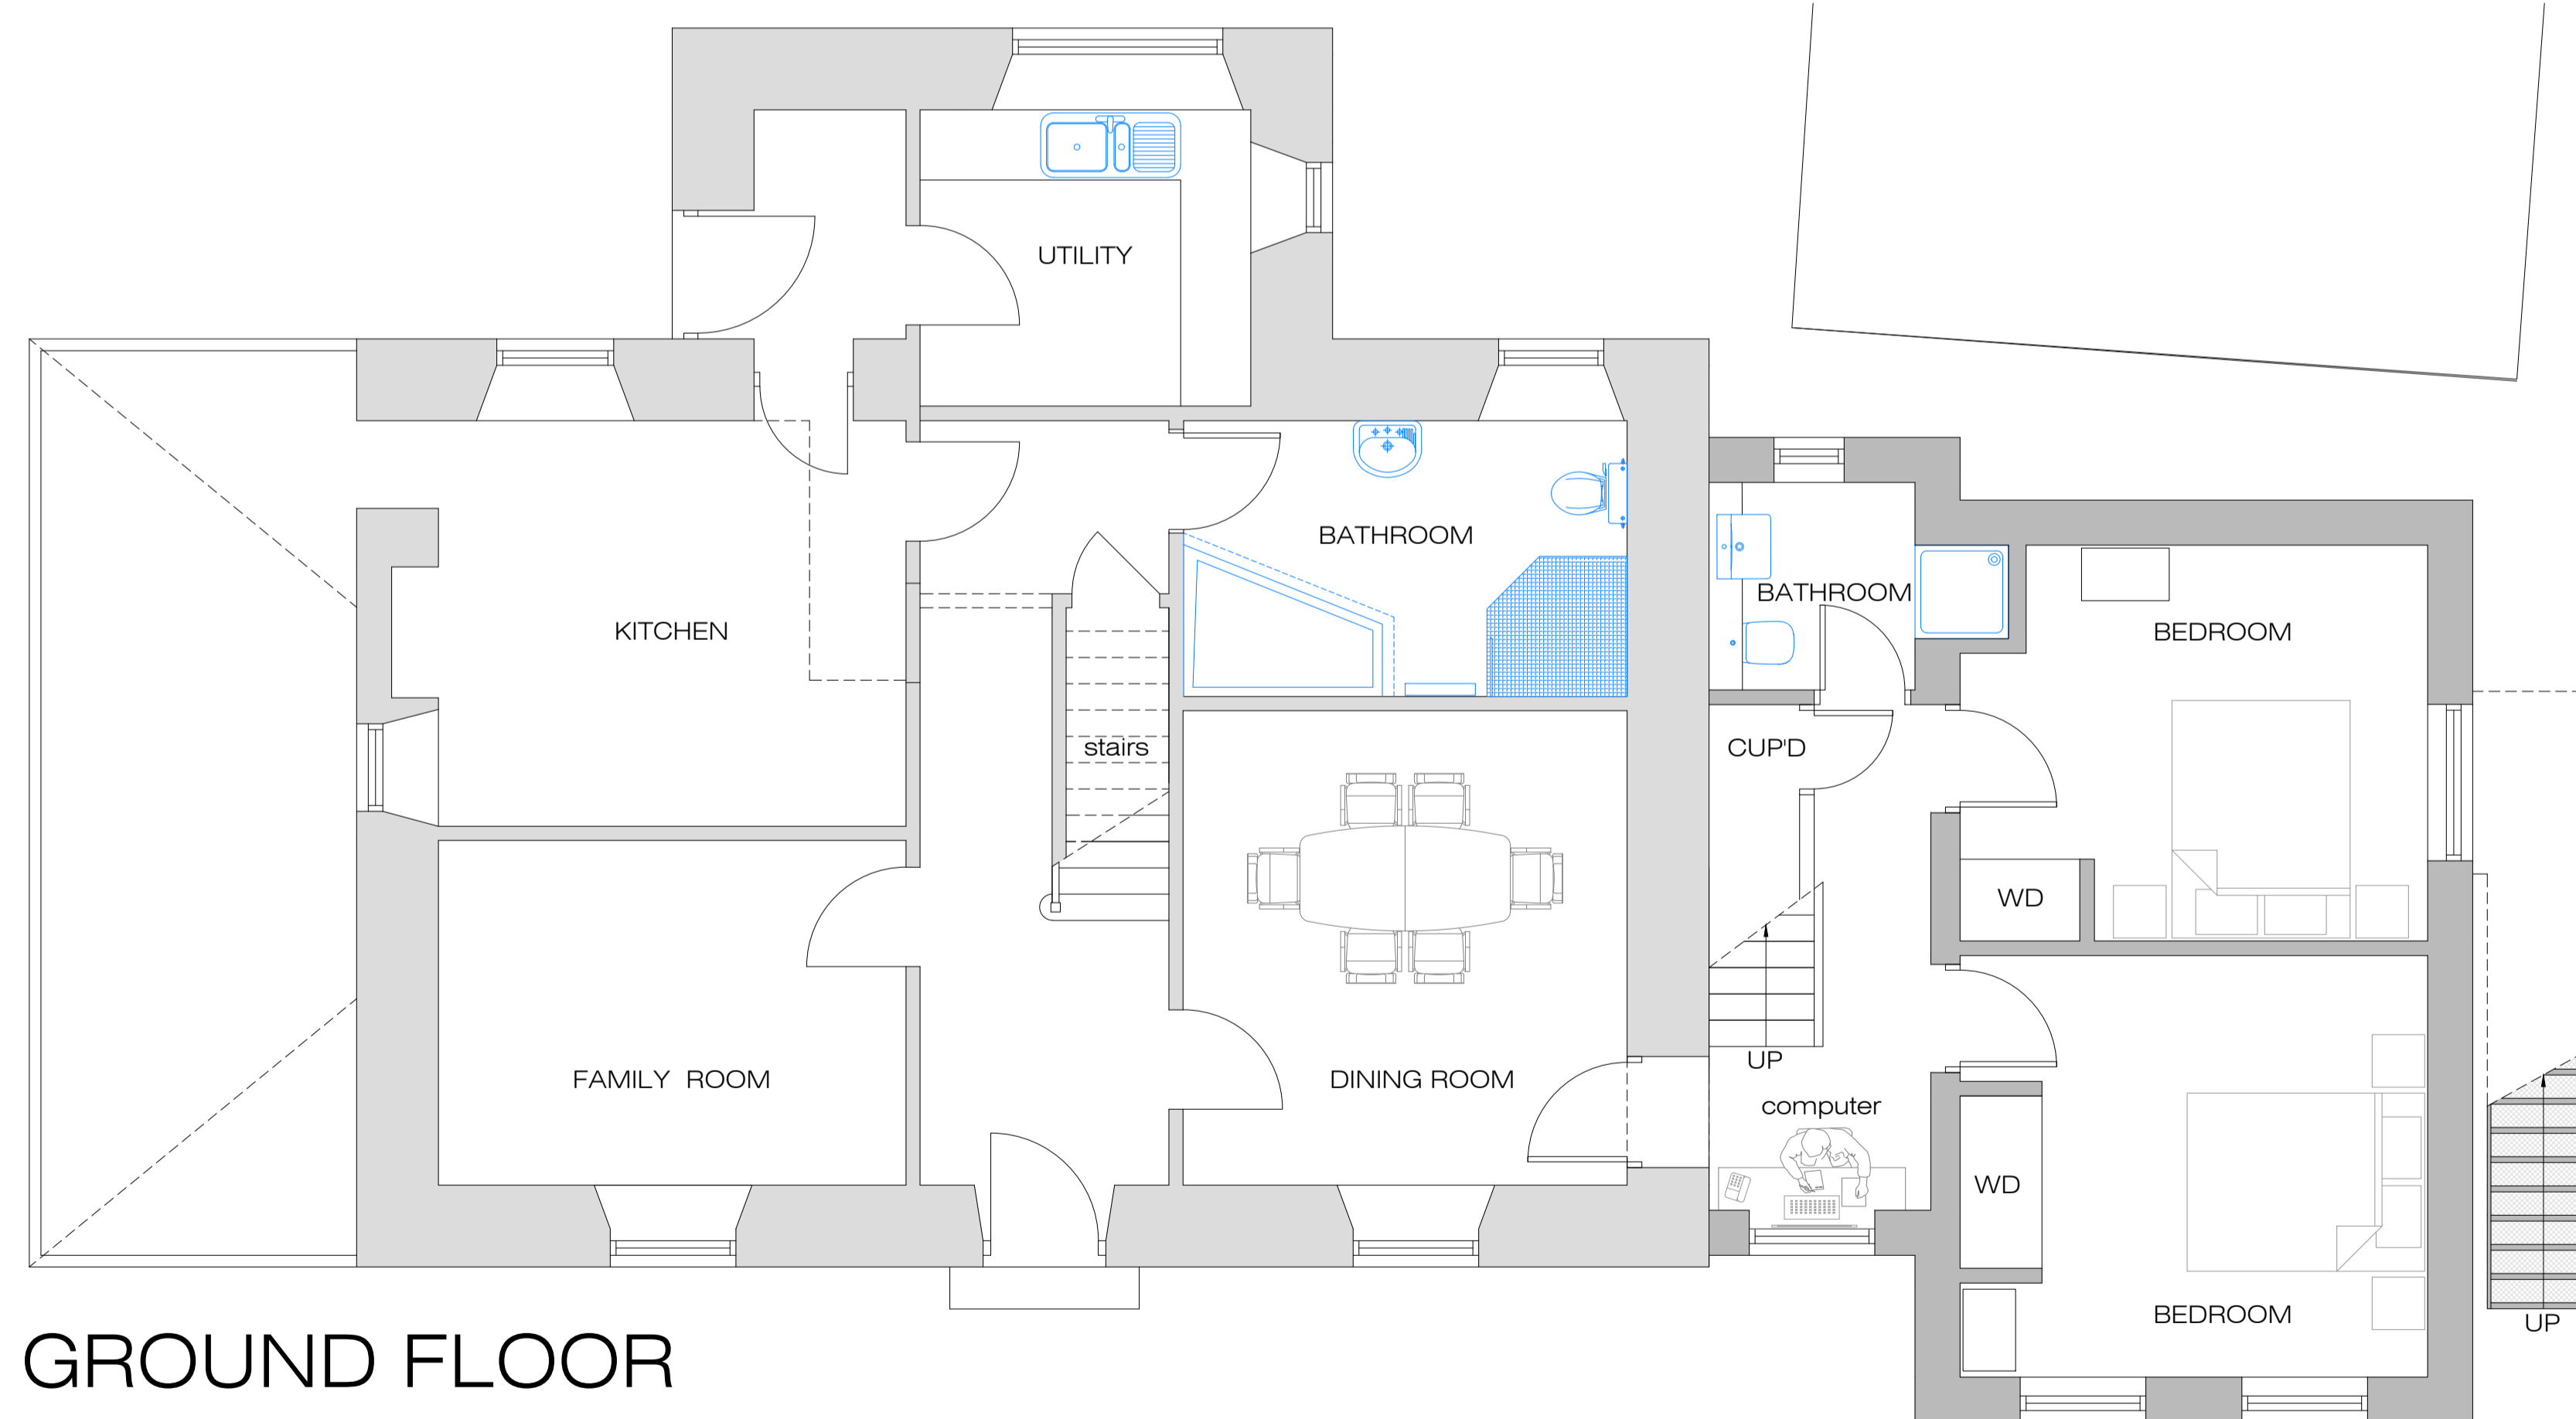 UTILITY
BATHROOM
BATHROOM
KITCHEN
BEDROOM
stairs
CUP'D
WD
UP
FAMILY ROOM
DINING ROOM
computer
WD
BEDROOM
UP
GROUND FLOOR